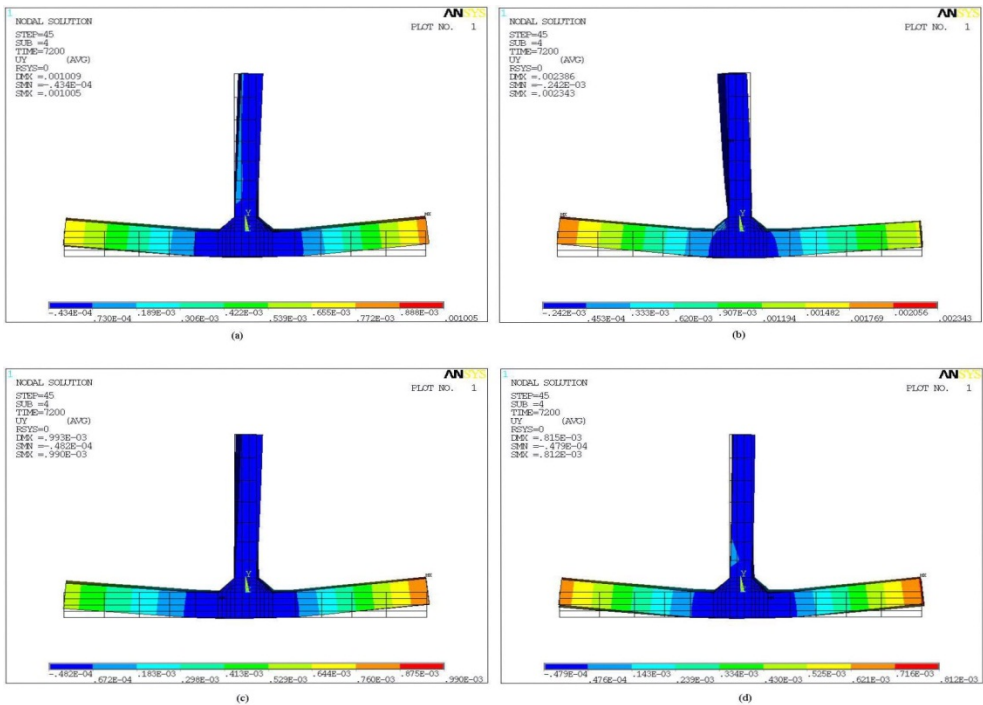 1
ANSYS
NODAL SOLUTION
PLOT NO. 1
STEP=45
SUB =4
TIME=7200
UY (AVG)
RSYS=0
DMX =.001009
SMN =-.434E-04
SMX =.001005
MX
Y
-.434E-04 .189E-03 .422E-03 .655E-03 .888E-03
.730E-04 .306E-03 .539E-03 .772E-03 .001005
(a)
1
ANSYS
NODAL SOLUTION
PLOT NO. 1
STEP=45
SUB =4
TIME=7200
UY (AVG)
RSYS=0
DMX =.002386
SMN =-.242E-03
SMX =.002343
MX
Y
-.242E-03 .333E-03 .907E-03 .001482 .002056
.453E-04 .620E-03 .001194 .001769 .002343
(b)
1
ANSYS
NODAL SOLUTION
PLOT NO. 1
STEP=45
SUB =4
TIME=7200
UY (AVG)
RSYS=0
DMX =.993E-03
SMN =-.482E-04
SMX =.990E-03
MX
Y
-.482E-04 .183E-03 .413E-03 .644E-03 .875E-03
.672E-04 .298E-03 .529E-03 .760E-03 .990E-03
(c)
1
ANSYS
NODAL SOLUTION
PLOT NO. 1
STEP=45
SUB =4
TIME=7200
UY (AVG)
RSYS=0
DMX =.815E-03
SMN =-.479E-04
SMX =.812E-03
MX
Y
-.479E-04 .143E-03 .334E-03 .525E-03 .716E-03
.476E-04 .239E-03 .430E-03 .621E-03 .812E-03
(d)